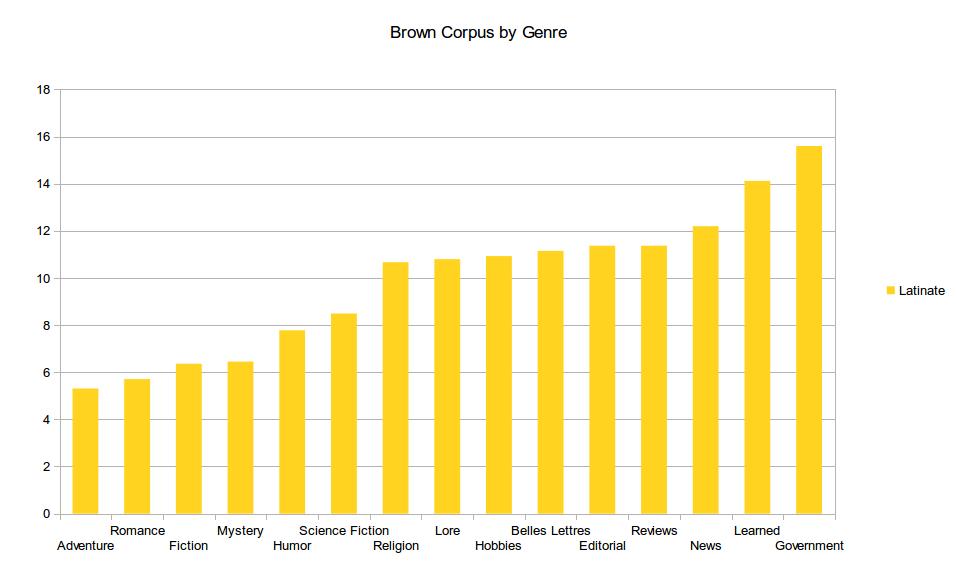 Brown Corpus by Genre
18
16
14
12
10
8
6
4
2
0
Latinate
Romance Mystery Science Fiction Lore Belles Lettres Reviews Learned
Adventure Fiction Humor Religion Hobbies Editorial News Government